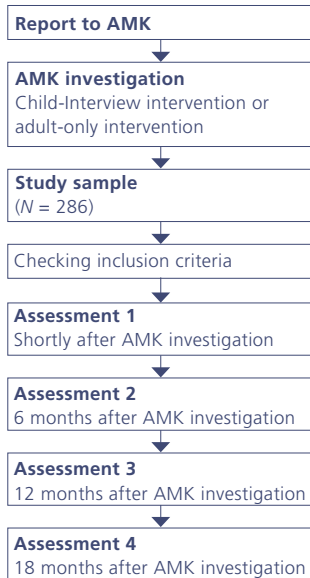 Report to AMK
AMK investigation
Child-Interview intervention or
adult-only intervention
Study sample
(N = 286)
Checking inclusion criteria
Assessment 1
Shortly after AMK investigation
Assessment 2
6 months after AMK investigation
Assessment 3
12 months after AMK investigation
Assessment 4
18 months after AMK investigation